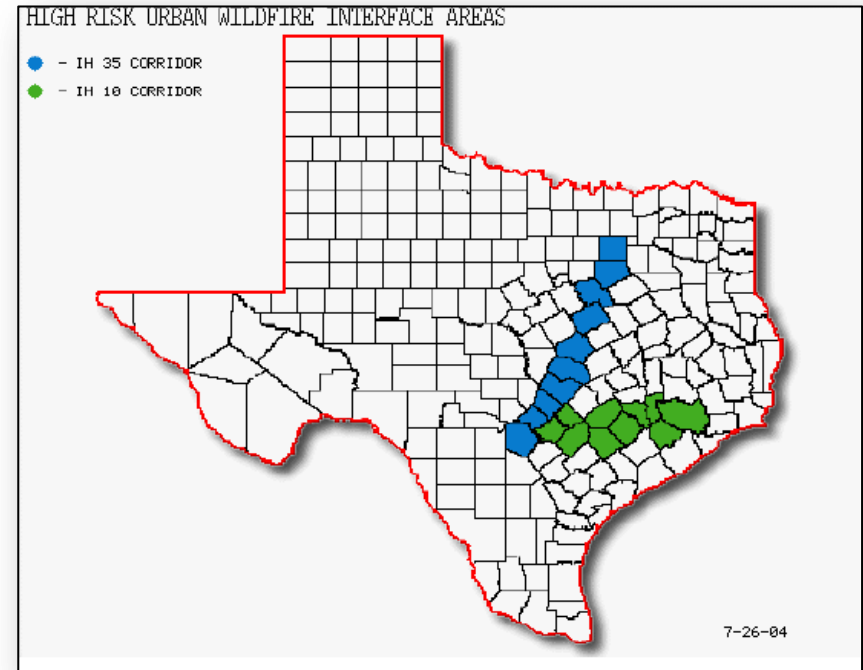 HIGH RISK URBAN WILDFIRE INTERFACE AREAS
- IH 35 CORRIDOR
- IH 10 CORRIDOR
7-26-04